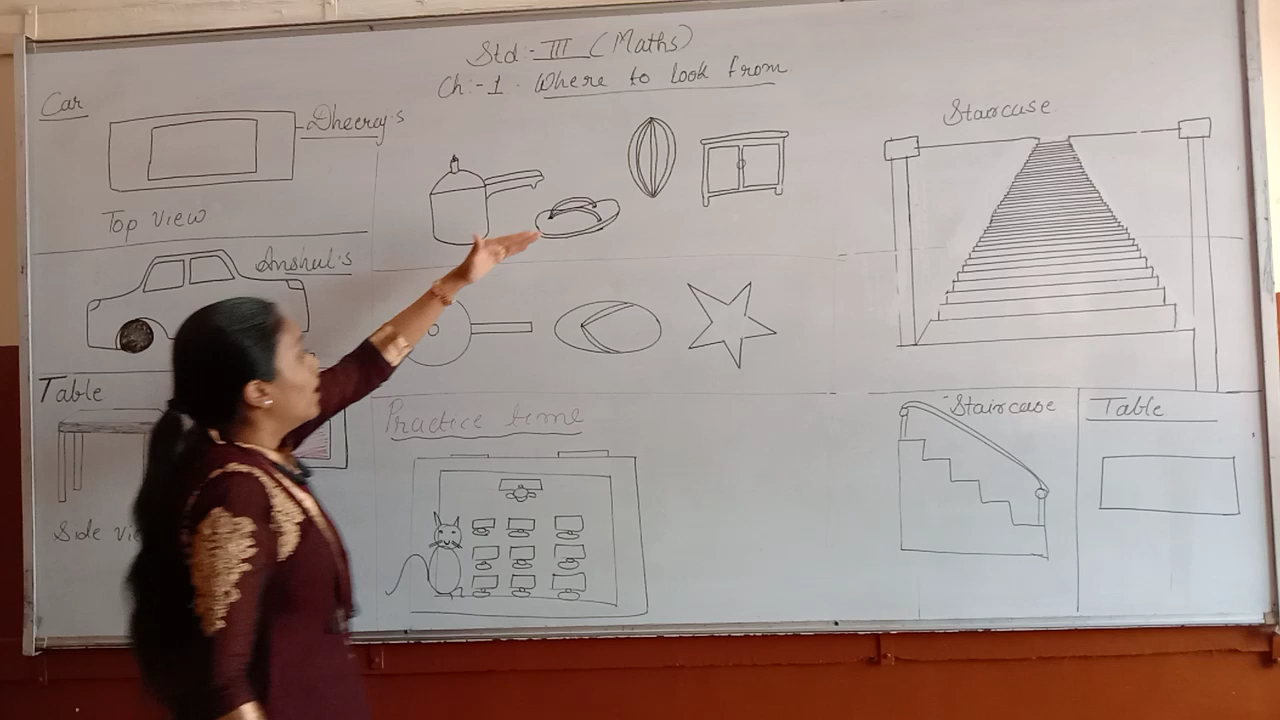 Std:- III (Maths)
Ch:-1. Where to look from
Car
Dheeraj's
Top View
Anshul's
Table
Side
Practice time
Staircase
Staircase
Table